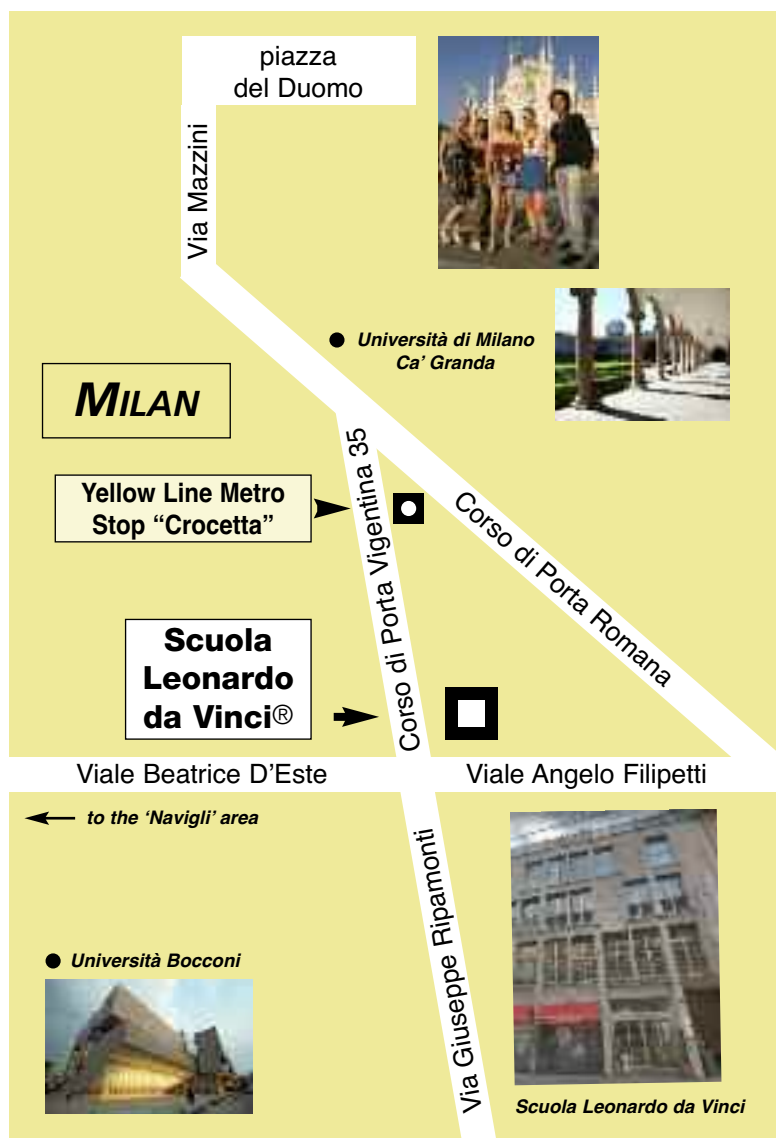 piazza
del Duomo
Via Mazzini
● Università di Milano
Ca' Granda
MILAN
Yellow Line Metro
Stop “Crocetta”
Corso di Porta Vigentina 35
Corso di Porta Romana
Scuola
Leonardo
da Vinci®
Viale Beatrice D'Este
Viale Angelo Filipetti
to the ‘Navigli’ area
Via Giuseppe Ripamonti
● Università Bocconi
Scuola Leonardo da Vinci